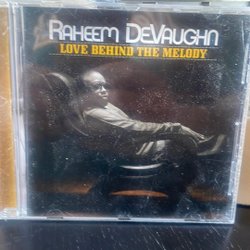 RAHEEM DEVAUGHN
LOVE BEHIND THE MELODY